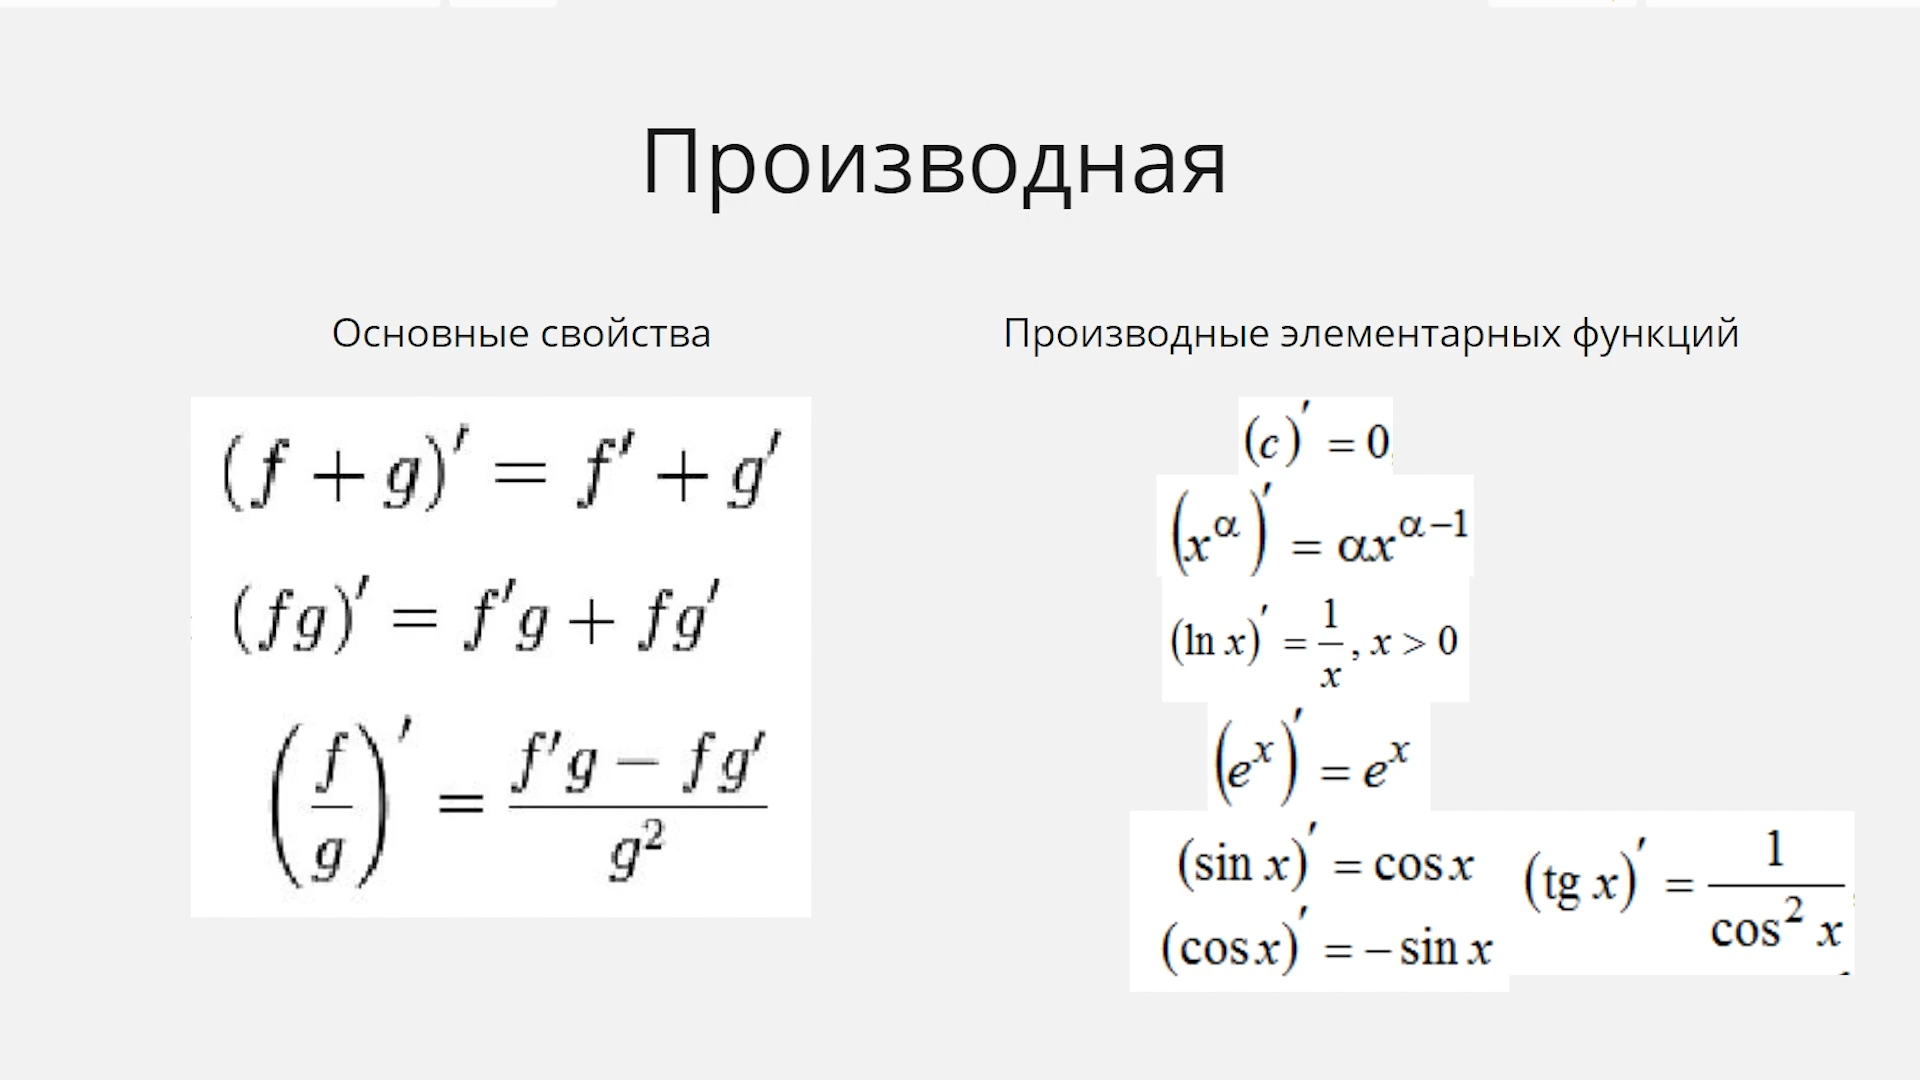 Производная
Основные свойства
(f + g)′ = f′ + g′
(fg)′ = f′g + fg′
(f/g)′ = (f′g − fg′)/g²
Производные элементарных функций
(c)′ = 0,
(x^α)′ = αx^(α−1)
(ln x)′ = 1/x, x > 0
(e^x)′ = e^x
(sin x)′ = cos x
(cos x)′ = − sin x
(tg x)′ = 1/cos² x